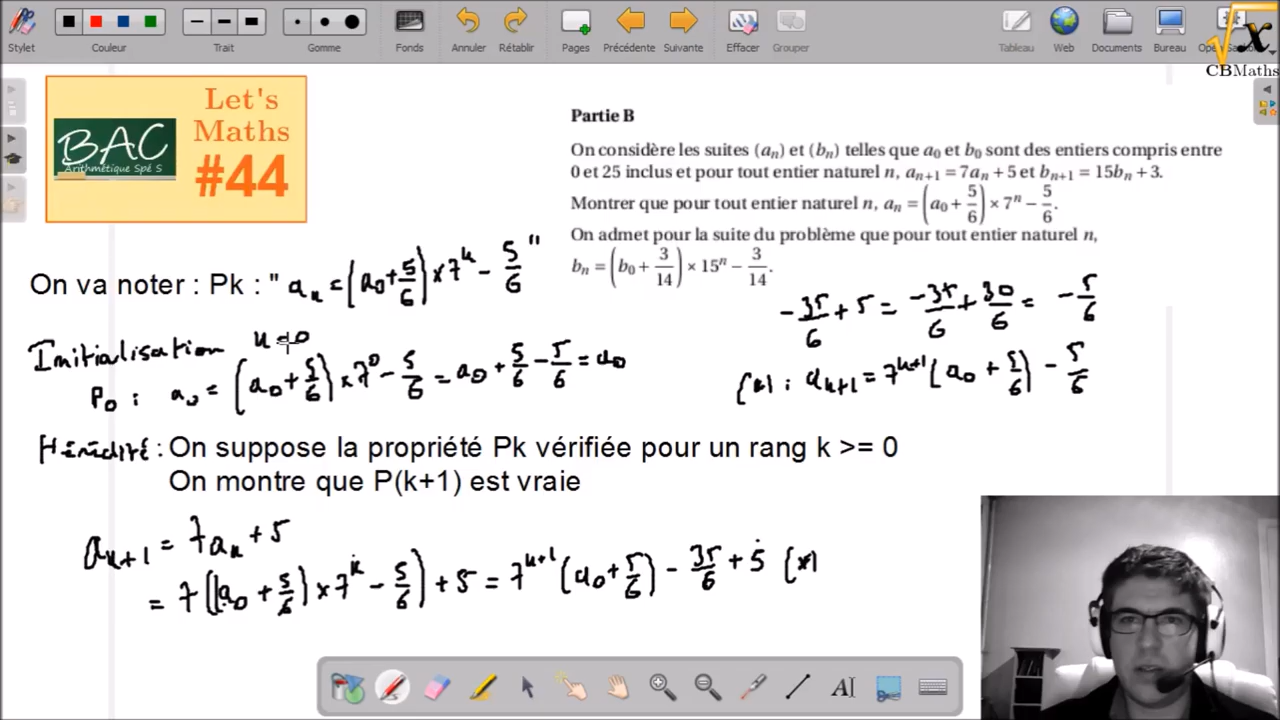 Stylet Couleur Trait Gomme Fonds Annuler Rétablir Pages Précédente Suivante Effacer Grouper Tableau Web Documents Bureau
√x
CBMaths
Let's
Maths
#44
BAC
Arithmétique Spé S
Partie B
On considère les suites (aₙ) et (bₙ) telles que a₀ et b₀ sont des entiers compris entre
0 et 25 inclus et pour tout entier naturel n, aₙ₊₁ = 7aₙ + 5 et bₙ₊₁ = 15bₙ + 3.
Montrer que pour tout entier naturel n, aₙ = (a₀ + 5/6) × 7ⁿ − 5/6.
On admet pour la suite du problème que pour tout entier naturel n,
bₙ = (b₀ + 3/14) × 15ⁿ − 3/14.
On va noter : Pk : " aₖ = (a₀ + 5/6) × 7ᵏ − 5/6 "
Initialisation k=0
P₀ : a₀ = (a₀ + 5/6) × 7⁰ − 5/6 = a₀ + 5/6 − 5/6 = a₀
−35/6 + 5 = −35/6 + 30/6 = −5/6
(*) : aₖ₊₁ = 7ᵏ⁺¹ (a₀ + 5/6) − 5/6
Hérédité : On suppose la propriété Pk vérifiée pour un rang k >= 0
On montre que P(k+1) est vraie
aₖ₊₁ = 7aₖ + 5
= 7((a₀ + 5/6) × 7ᵏ − 5/6) + 5 = 7ᵏ⁺¹ (a₀ + 5/6) − 35/6 + 5 (*)
AI